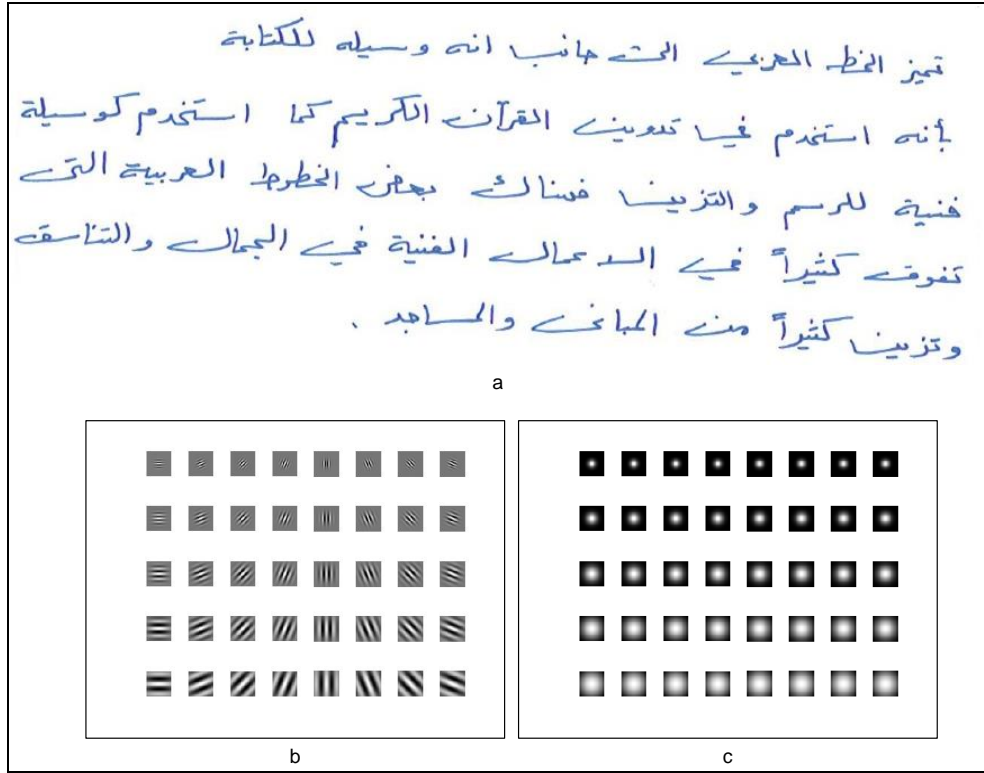 تميز الخط العربي الى جانب انه وسيله للكتابة
بأنه استخدم في تدوين القرآن الكريم كما استخدم كوسيلة
فنية للرسم والتزيين فهناك بعض الخطوط العربية التي
تفوق كثيراً في الاعمال الفنية في الجمال والتناسق
وتزين كثيراً من المباني والمساجد .
a
b
c